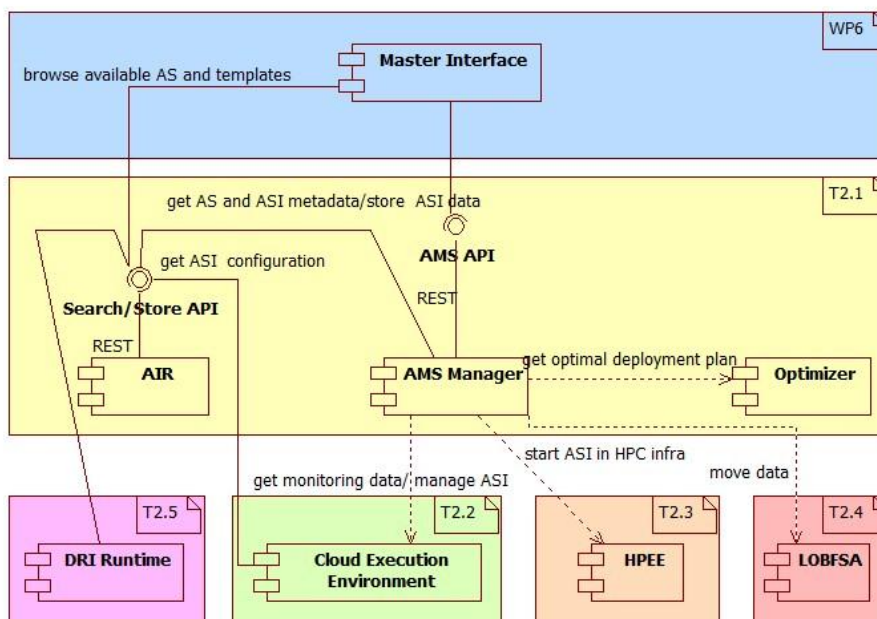 WP6
Master Interface
browse available AS and templates
T2.1
get AS and ASI metadata/store ASI data
AMS API
get ASI configuration
Search/Store API
REST
REST
AIR
AMS Manager
get optimal deployment plan
Optimizer
start ASI in HPC infra
move data
get monitoring data/ manage ASI
T2.5
T2.2
T2.3
T2.4
DRI Runtime
Cloud Execution
Environment
HPEE
LOBFSA